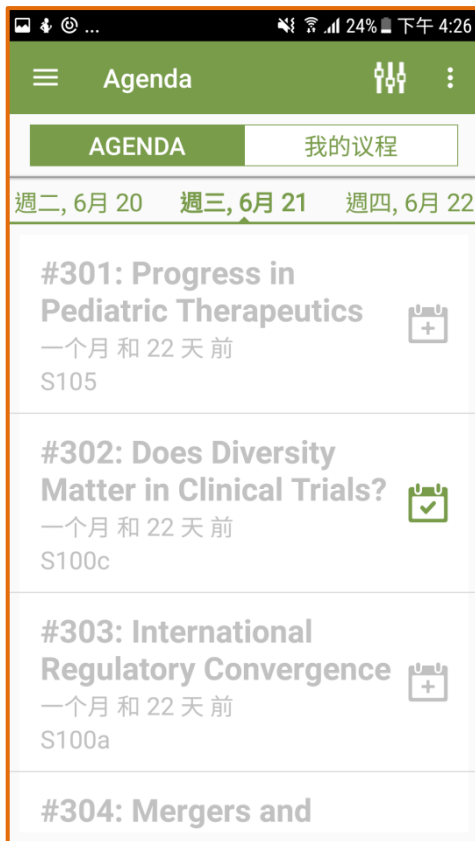 ... 24% 下午 4:26
Agenda
AGENDA 我的议程
週二, 6月 20 週三, 6月 21 週四, 6月 22
#301: Progress in
Pediatric Therapeutics
一个月 和 22 天 前
S105
#302: Does Diversity
Matter in Clinical Trials?
一个月 和 22 天 前
S100c
#303: International
Regulatory Convergence
一个月 和 22 天 前
S100a
#304: Mergers and